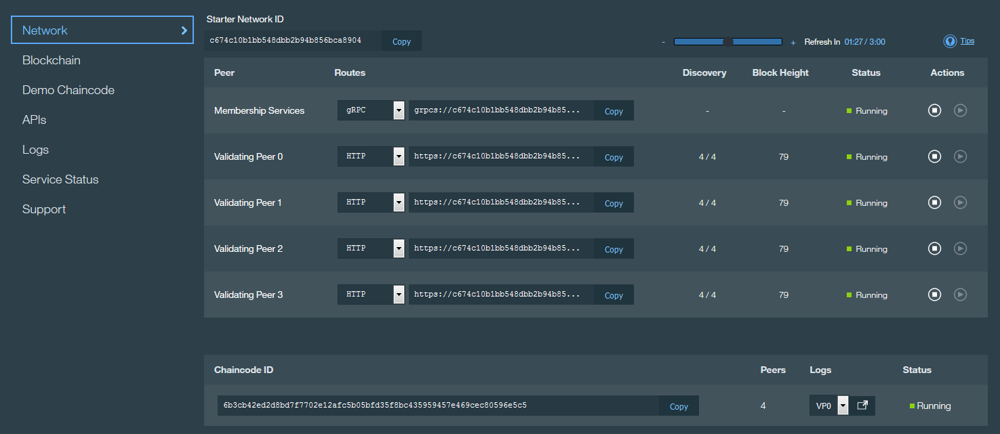 Network
Blockchain
Demo Chaincode
APIs
Logs
Service Status
Support
Starter Network ID
c674c10b1bb548dbb2b94b856bca8904 Copy
- + Refresh In 01:27 / 3:00 Tips
Peer Routes Discovery Block Height Status Actions
Membership Services gRPC grpcs://c674c10b1bb548dbb2b94b85... Copy - - Running
Validating Peer 0 HTTP https://c674c10b1bb548dbb2b94b85... Copy 4 / 4 79 Running
Validating Peer 1 HTTP https://c674c10b1bb548dbb2b94b85... Copy 4 / 4 79 Running
Validating Peer 2 HTTP https://c674c10b1bb548dbb2b94b85... Copy 4 / 4 79 Running
Validating Peer 3 HTTP https://c674c10b1bb548dbb2b94b85... Copy 4 / 4 79 Running
Chaincode ID Peers Logs Status
6b3cb42ed2d8bd7f7702e12afc5b05bfd35f8bc435959457e469cec80596e5c5 Copy 4 VP0 Running